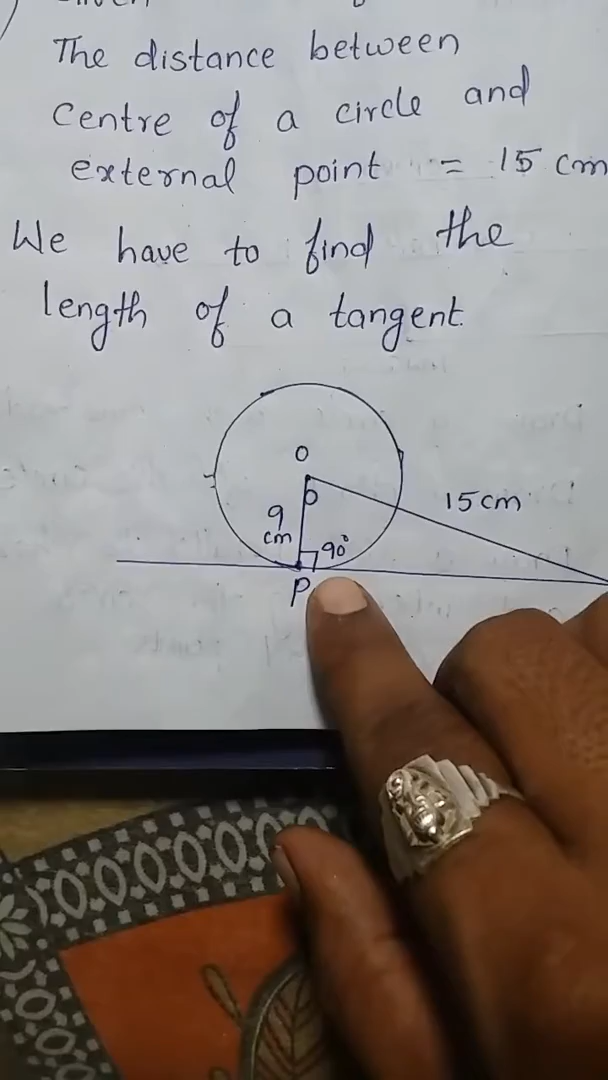 The distance between
centre of a circle and
external point = 15 cm
We have to find the
length of a tangent.
O
9
cm
15 cm
90°
P